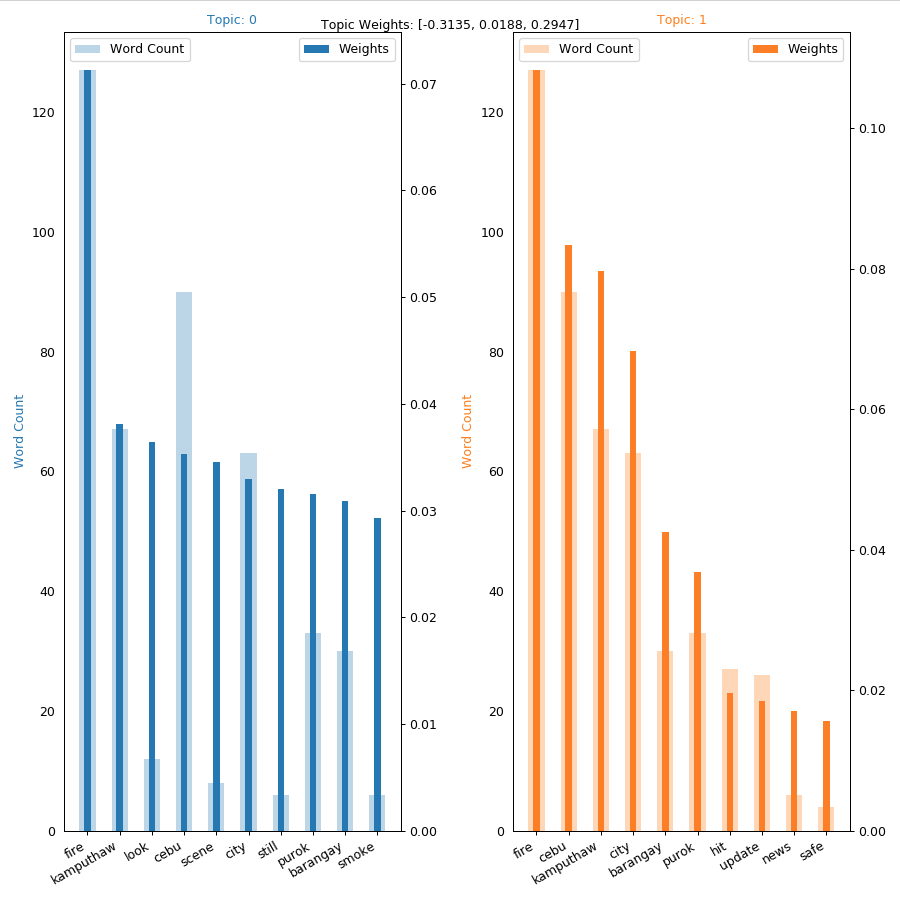 Topic Weights: [-0.3135, 0.0188, 0.2947]
Topic: 0
Word Count
Weights
120
100
80
60
40
20
0
Word Count
0.07
0.06
0.05
0.04
0.03
0.02
0.01
0.00
fire
kamputhaw
look
cebu
scene
city
still
purok
barangay
smoke
Topic: 1
Word Count
Weights
120
100
80
60
40
20
0
Word Count
0.10
0.08
0.06
0.04
0.02
0.00
fire
cebu
kamputhaw
city
barangay
purok
hit
update
news
safe